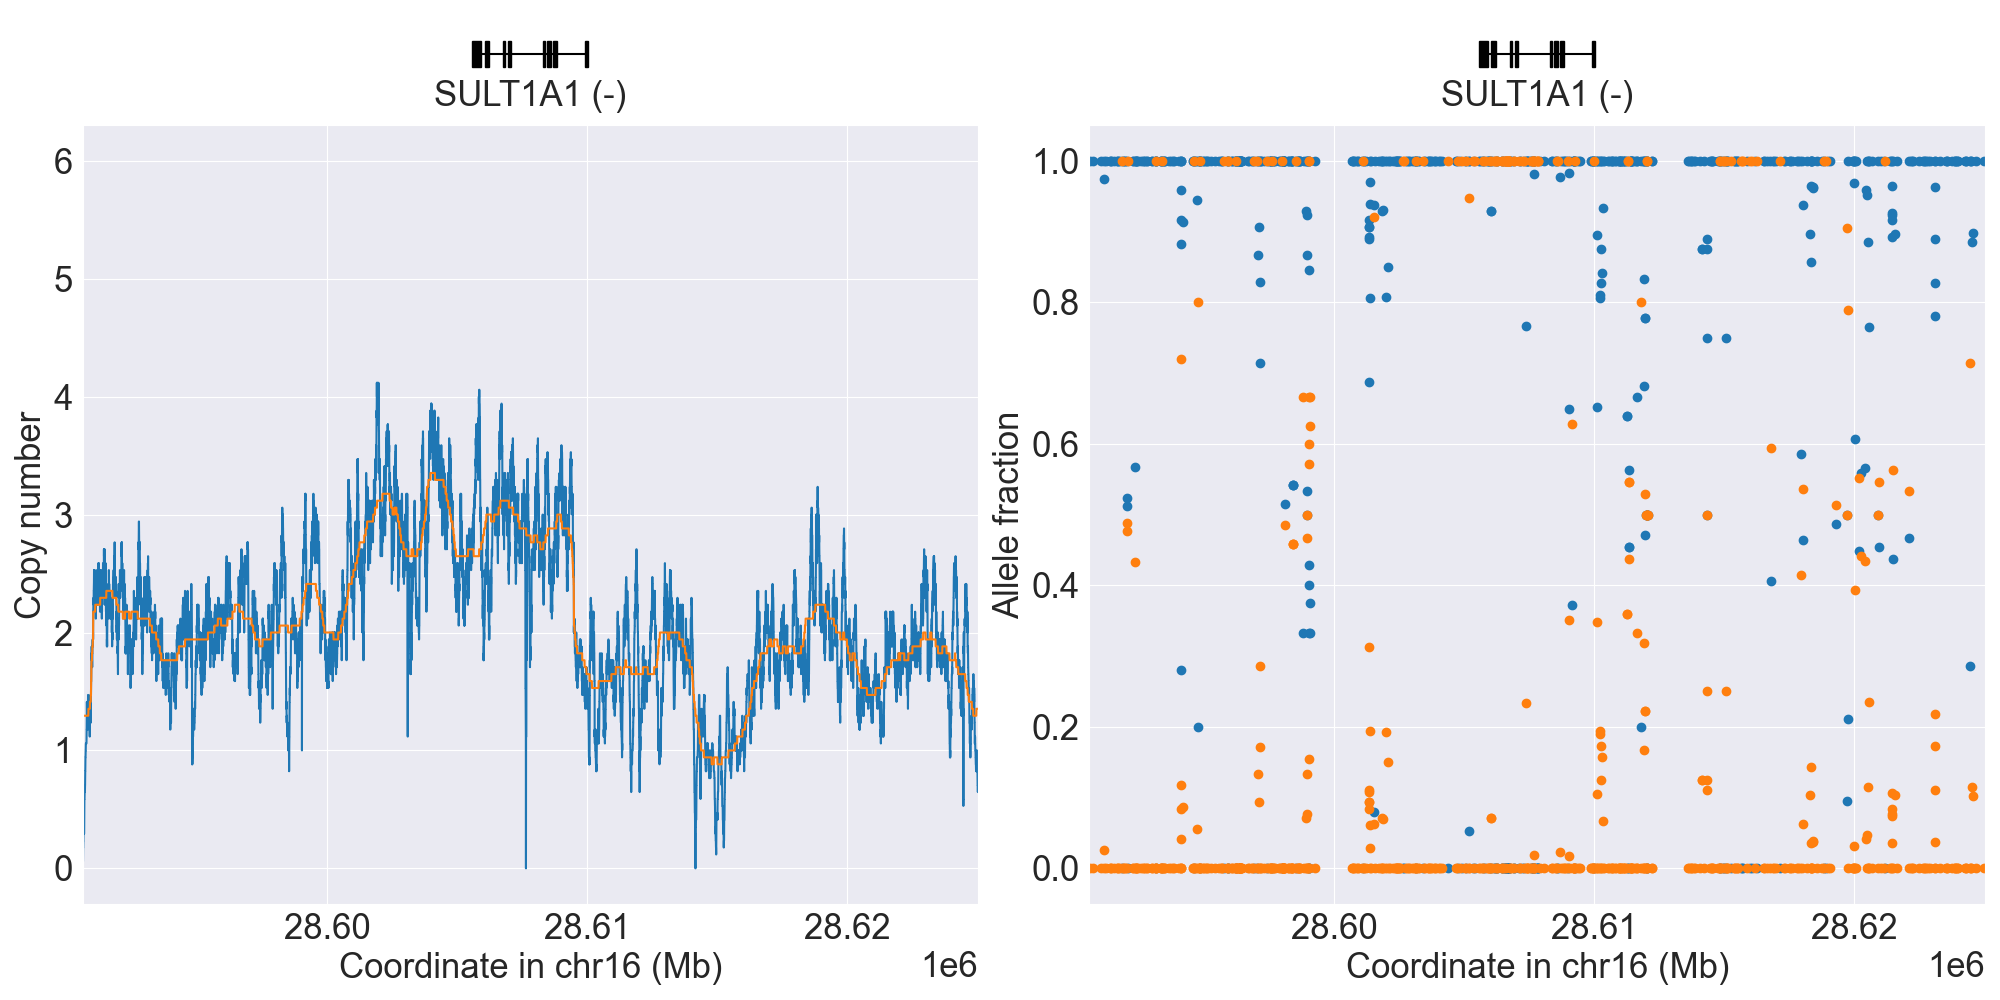 SULT1A1 (-)
6
5
4
3
2
1
0
Copy number
28.60
28.61
28.62
1e6
Coordinate in chr16 (Mb)
SULT1A1 (-)
1.0
0.8
0.6
0.4
0.2
0.0
Allele fraction
28.60
28.61
28.62
1e6
Coordinate in chr16 (Mb)